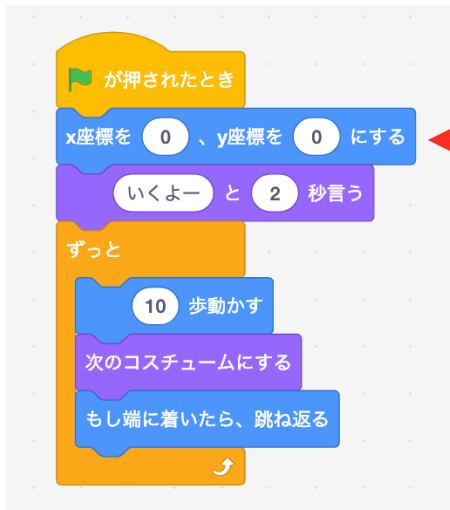 が押されたとき
x座標を 0 、y座標を 0 にする
いくよー と 2 秒言う
ずっと
10 歩動かす
次のコスチュームにする
もし端に着いたら、跳ね返る